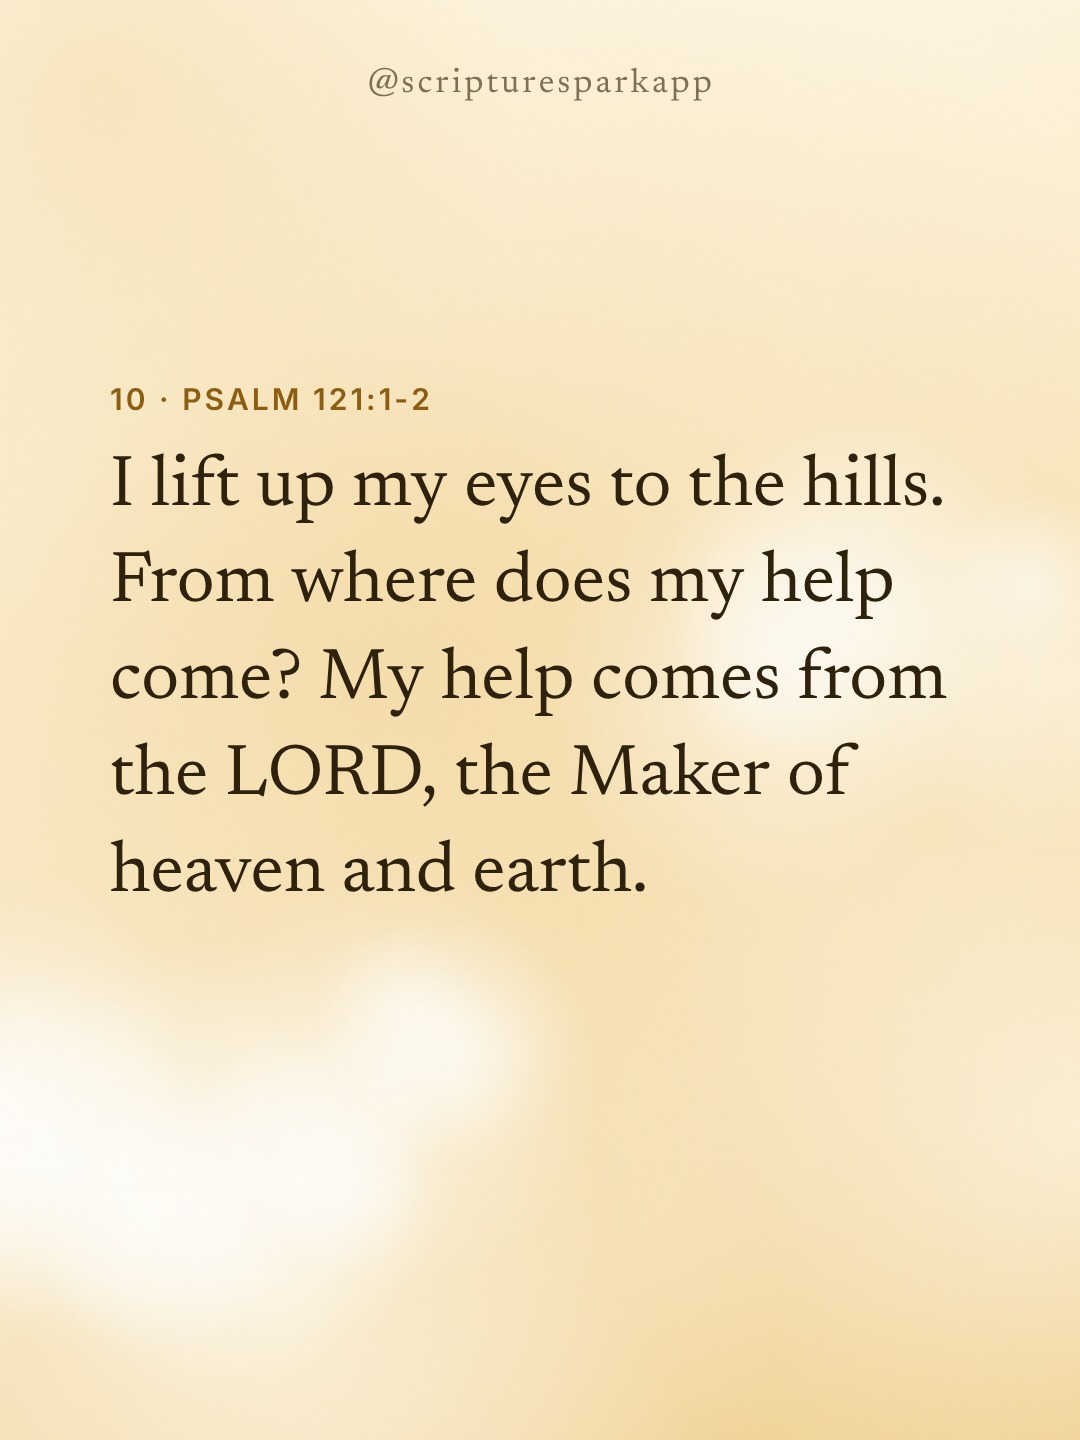 @scripturesparkapp
10 · PSALM 121:1-2
I lift up my eyes to the hills.
From where does my help
come? My help comes from
the LORD, the Maker of
heaven and earth.